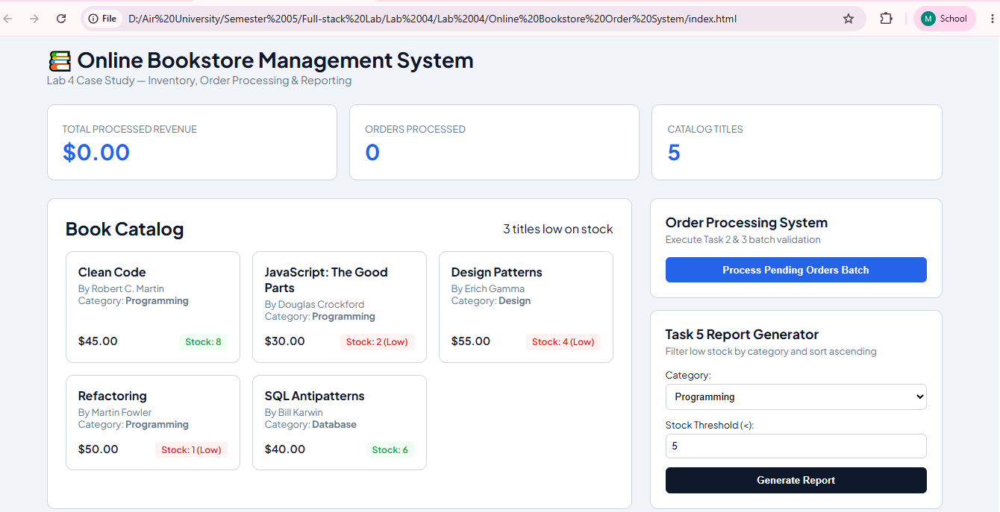 File
D:/Air%20University/Semester%2005/Full-stack%20Lab/Lab%2004/Lab%2004/Online%20Bookstore%20Order%20System/index.html
M
School
Online Bookstore Management System
Lab 4 Case Study — Inventory, Order Processing & Reporting
TOTAL PROCESSED REVENUE
$0.00
ORDERS PROCESSED
0
CATALOG TITLES
5
Book Catalog
3 titles low on stock
Clean Code
By Robert C. Martin
Category: Programming
$45.00
Stock: 8
JavaScript: The Good
Parts
By Douglas Crockford
Category: Programming
$30.00
Stock: 2 (Low)
Design Patterns
By Erich Gamma
Category: Design
$55.00
Stock: 4 (Low)
Refactoring
By Martin Fowler
Category: Programming
$50.00
Stock: 1 (Low)
SQL Antipatterns
By Bill Karwin
Category: Database
$40.00
Stock: 6
Order Processing System
Execute Task 2 & 3 batch validation
Process Pending Orders Batch
Task 5 Report Generator
Filter low stock by category and sort ascending
Category:
Programming
Stock Threshold (<):
5
Generate Report